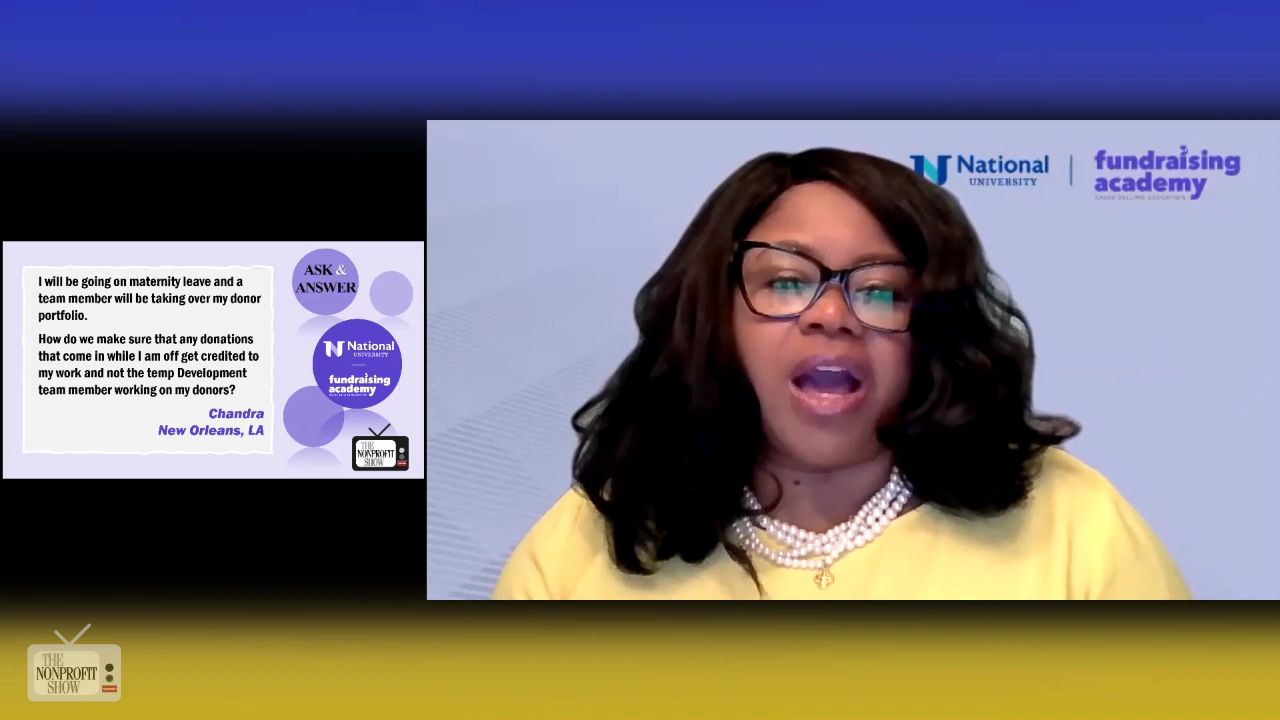 I will be going on maternity leave and a
team member will be taking over my donor
portfolio.
How do we make sure that any donations
that come in while I am off get credited to
my work and not the temp Development
team member working on my donors?
Chandra
New Orleans, LA
ASK &
ANSWER
National
UNIVERSITY
fundraising
academy
THE
NONPROFIT
SHOW
National
UNIVERSITY
fundraising
academy
CAUSE SELLING EDUCATION
THE
NONPROFIT
SHOW